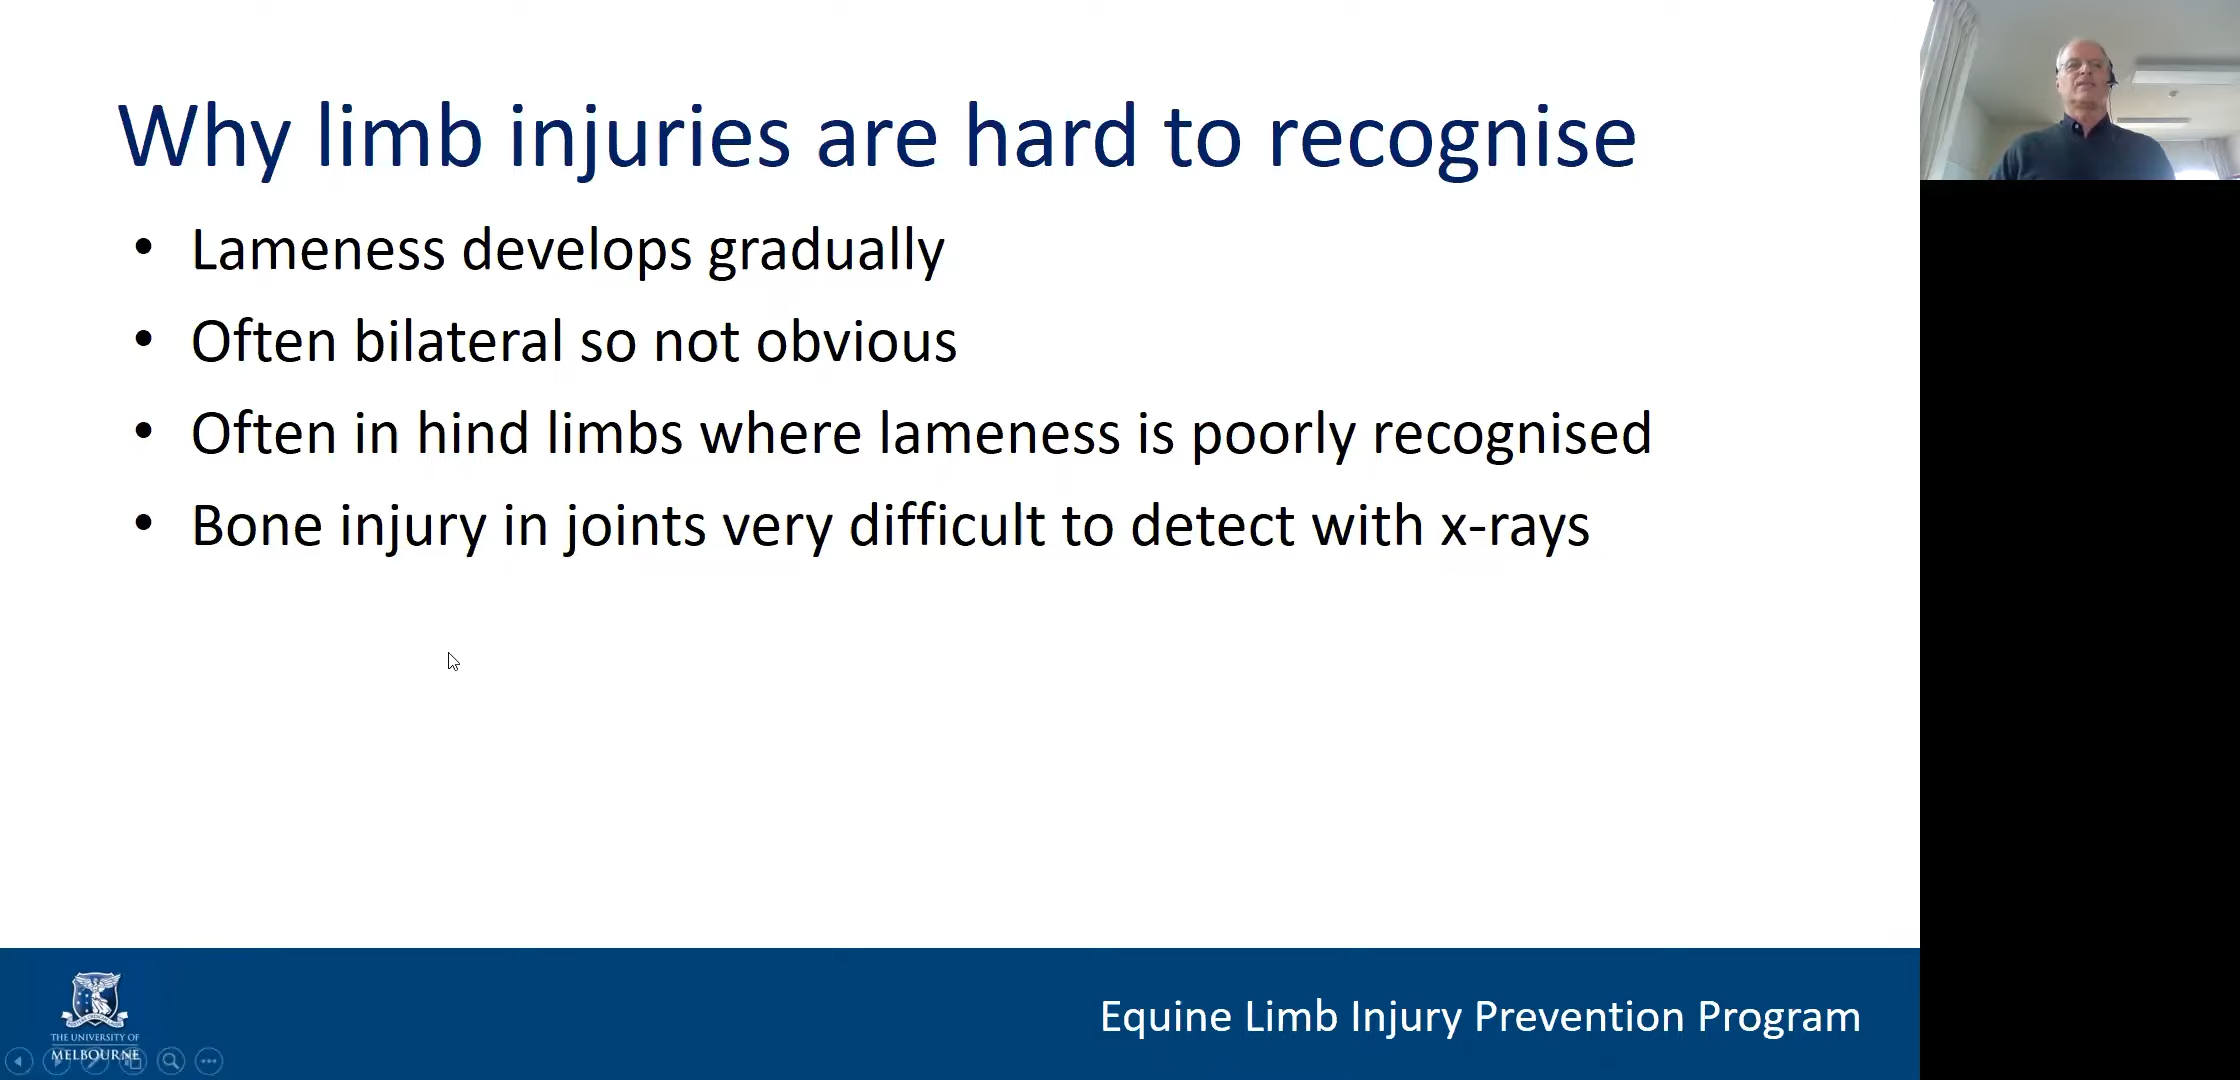 Why limb injuries are hard to recognise
• Lameness develops gradually
• Often bilateral so not obvious
• Often in hind limbs where lameness is poorly recognised
• Bone injury in joints very difficult to detect with x-rays
THE UNIVERSITY OF
MELBOURNE
Equine Limb Injury Prevention Program